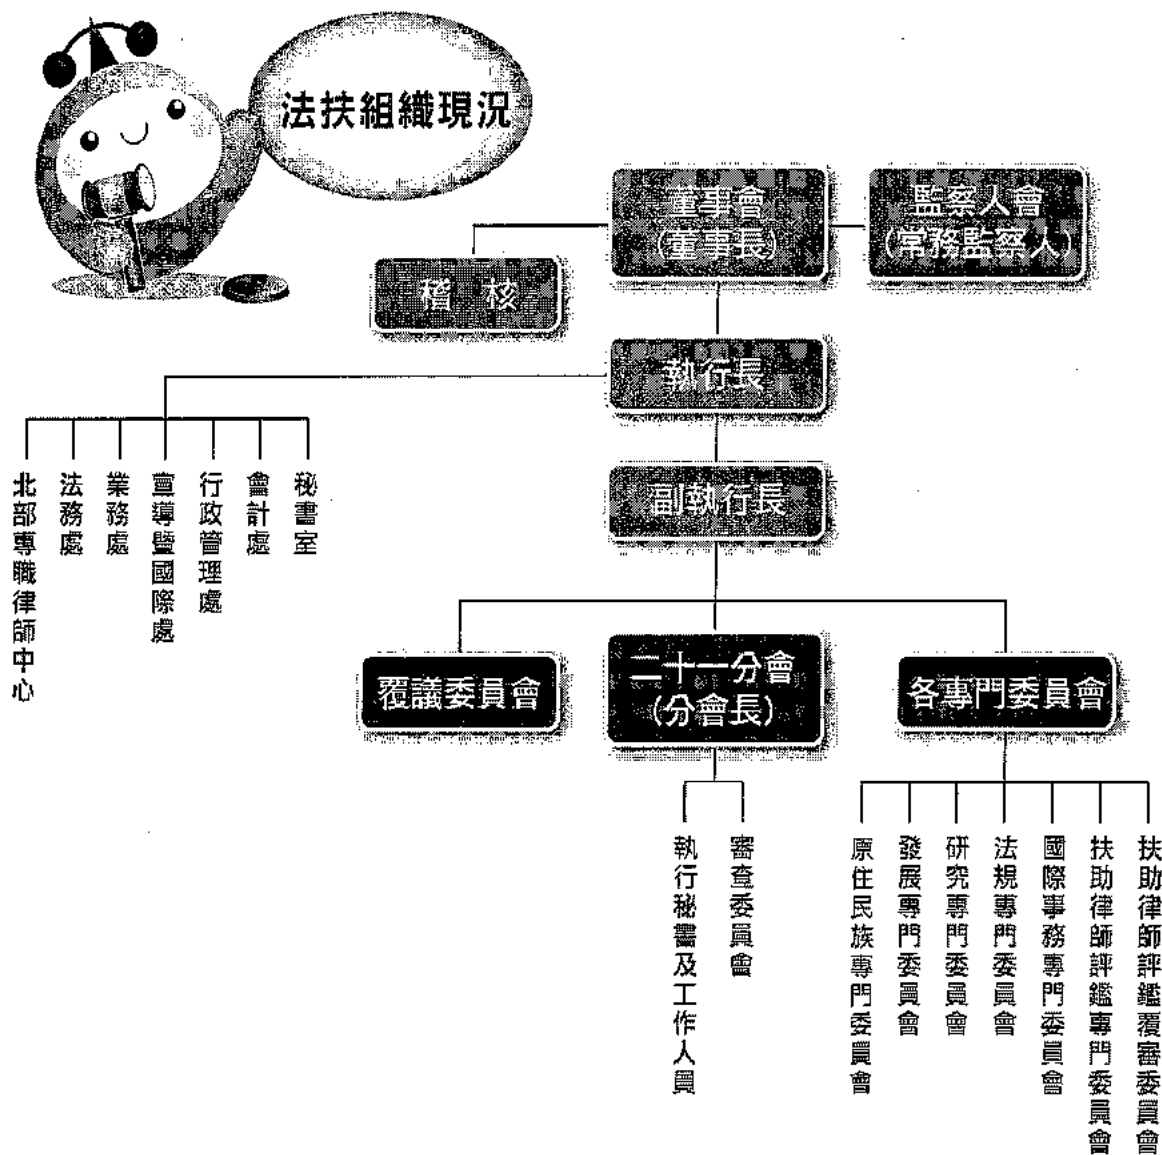 法扶組織現況
董事會
(董事長)
監察人會
(常務監察人)
稽 核
執行長
副執行長
北部專職律師中心
法務處
業務處
宣導暨國際處
行政管理處
會計處
秘書室
覆議委員會
二十一分會
(分會長)
各專門委員會
執行秘書及工作人員
審查委員會
原住民族專門委員會
發展專門委員會
研究專門委員會
法規專門委員會
國際事務專門委員會
扶助律師評鑑專門委員會
扶助律師評鑑覆審委員會